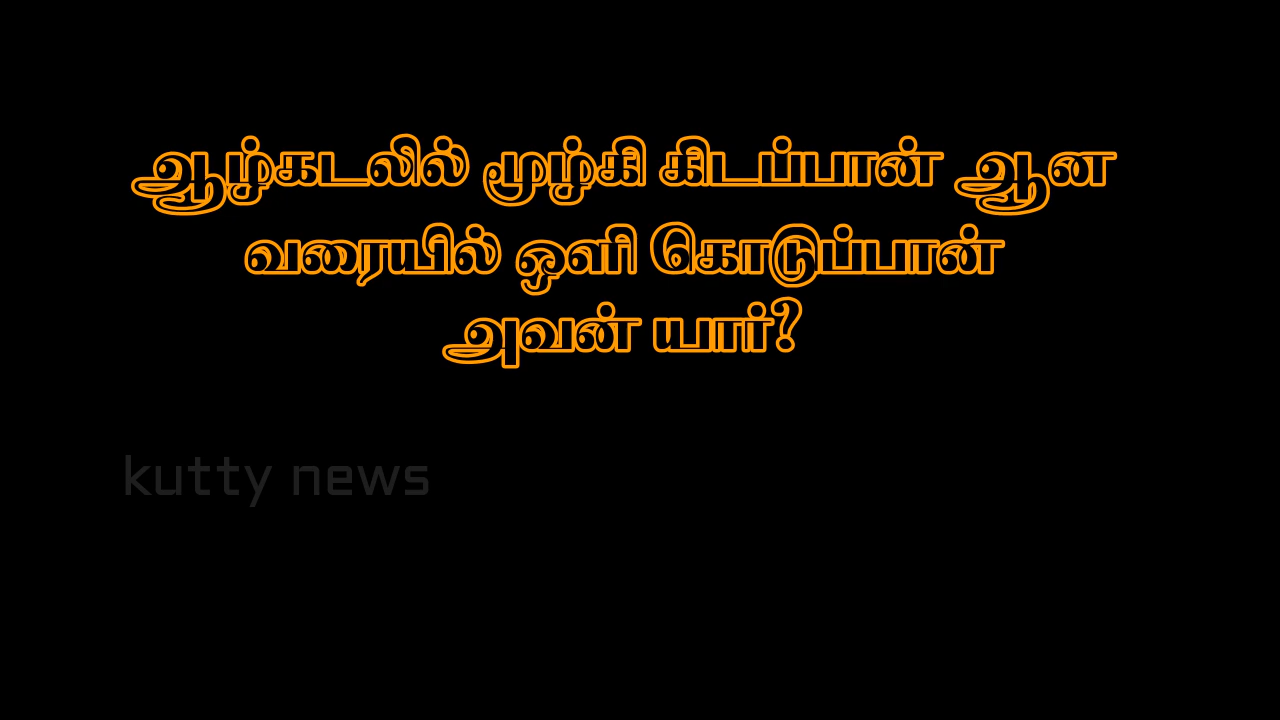 ஆழ்கடலில் மூழ்கி கிடப்பான் ஆன
வரையில் ஒளி கொடுப்பான்
அவன் யார்?
kutty news